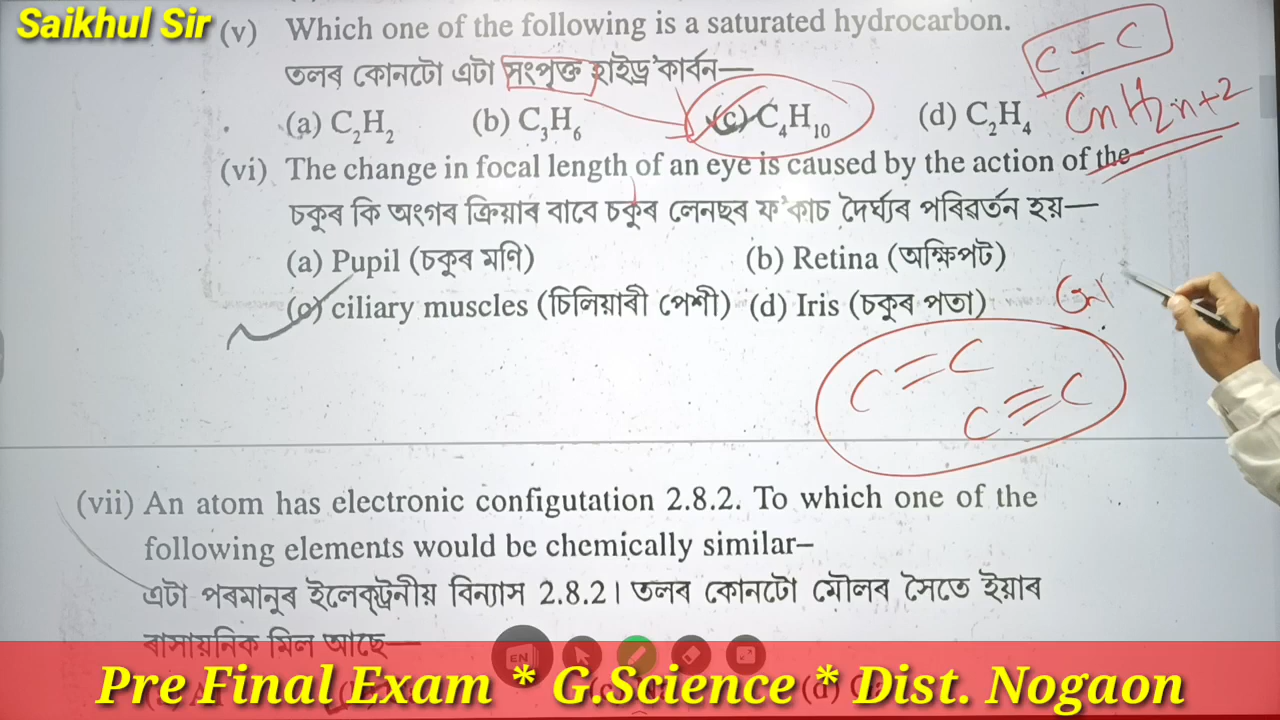 Saikhul Sir
(v) Which one of the following is a saturated hydrocarbon.
তলৰ কোনটো এটা সংপৃক্ত হাইড্ৰ'কাৰ্বন—
C – C
CnH2n+2
(a) C₂H₂ (b) C₃H₆ (c) C₄H₁₀ (d) C₂H₄
(vi) The change in focal length of an eye is caused by the action of the
চকুৰ কি অংগৰ ক্ৰিয়াৰ বাবে চকুৰ লেনছৰ ফ'কাচ দৈৰ্ঘ্যৰ পৰিৱৰ্তন হয়—
(a) Pupil (চকুৰ মণি) (b) Retina (অক্ষিপট)
(c) ciliary muscles (চিলিয়াৰী পেশী) (d) Iris (চকুৰ পতা)
C = C
C ≡ C
(vii) An atom has electronic configutation 2.8.2. To which one of the
following elements would be chemically similar–
এটা পৰমানুৰ ইলেক্ট্ৰনীয় বিন্যাস 2.8.2। তলৰ কোনটো মৌলৰ সৈতে ইয়াৰ
ৰাসায়নিক মিল আছে—
EN
Pre Final Exam * G.Science * Dist. Nogaon